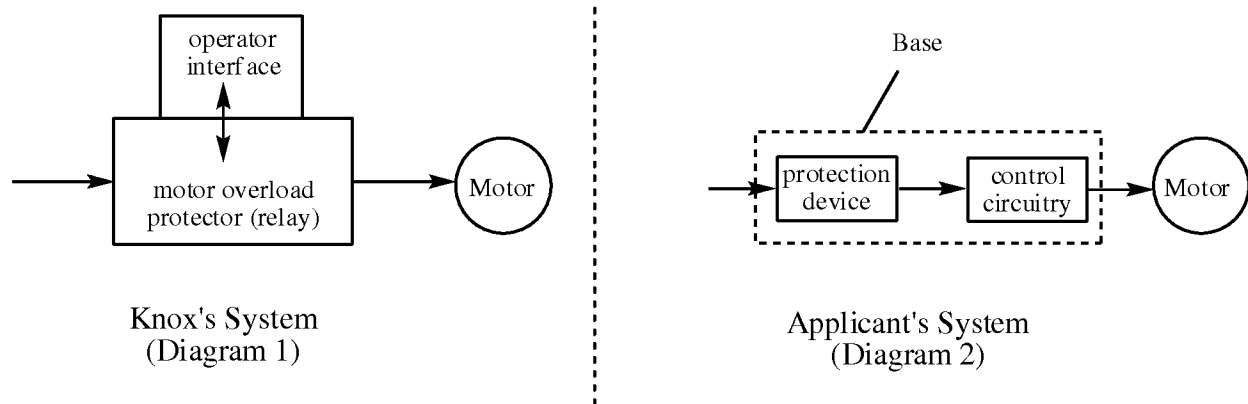 operator
interface
motor overload
protector (relay)
Motor
Knox's System
(Diagram 1)
Base
protection
device
control
circuitry
Motor
Applicant's System
(Diagram 2)